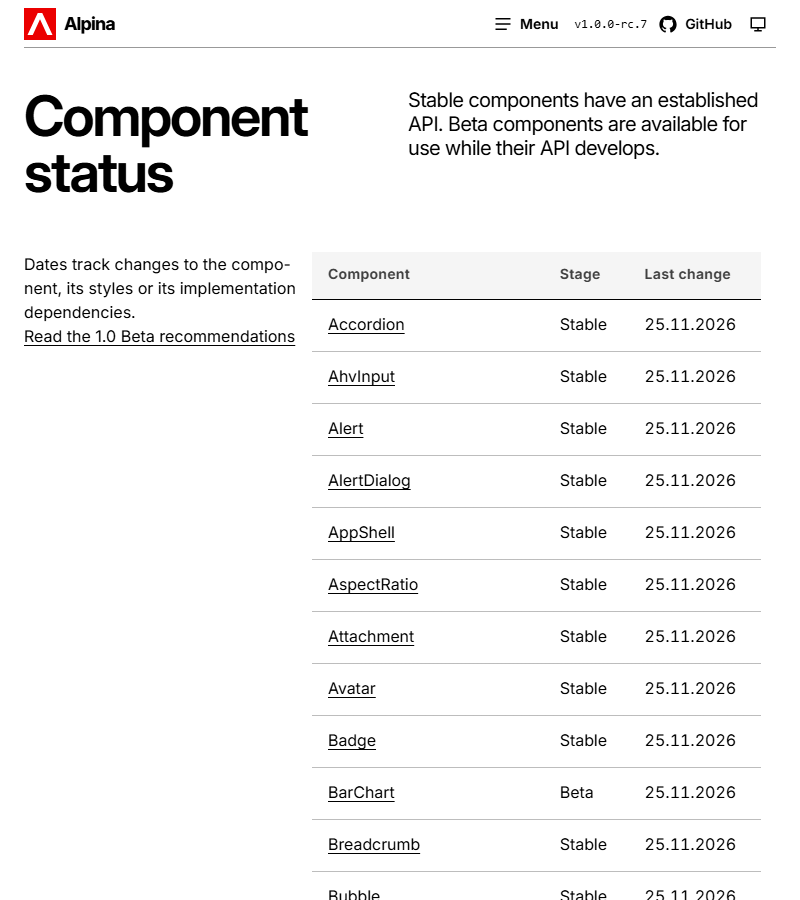 Alpina
Menu v1.0.0-rc.7 GitHub
Component
status
Stable components have an established
API. Beta components are available for
use while their API develops.
Dates track changes to the compo-
nent, its styles or its implementation
dependencies.
Read the 1.0 Beta recommendations
Component Stage Last change
Accordion Stable 25.11.2026
AhvInput Stable 25.11.2026
Alert Stable 25.11.2026
AlertDialog Stable 25.11.2026
AppShell Stable 25.11.2026
AspectRatio Stable 25.11.2026
Attachment Stable 25.11.2026
Avatar Stable 25.11.2026
Badge Stable 25.11.2026
BarChart Beta 25.11.2026
Breadcrumb Stable 25.11.2026
Bubble Stable 25.11.2026